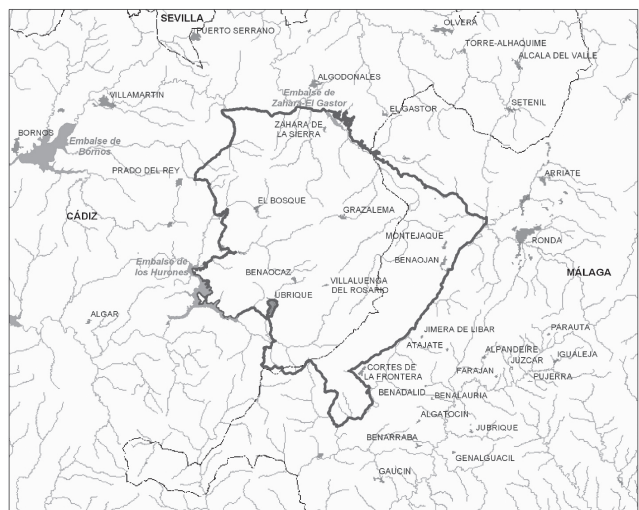 SEVILLA
PUERTO SERRANO
OLVERA
TORRE-ALHAQUIME
ALCALA DEL VALLE
ALGODONALES
VILLAMARTIN
Embalse de
Zahara-El Gastor
EL GASTOR
SETENIL
BORNOS
Embalse de
Bornos
ZAHARA DE
LA SIERRA
PRADO DEL REY
ARRIATE
EL BOSQUE
GRAZALEMA
CÁDIZ
MONTEJAQUE
RONDA
BENAOJAN
Embalse de
los Hurones
BENAOCAZ
VILLALUENGA
DEL ROSARIO
MÁLAGA
UBRIQUE
ALGAR
JIMERA DE LIBAR
PARAUTA
ATAJATE
ALPANDEIRE
IGUALEJA
JUZCAR
CORTES DE
LA FRONTERA
FARAJAN
PUJERRA
BENADALID
BENALAURIA
ALGATOCIN
JUBRIQUE
BENARRABA
GENALGUACIL
GAUCIN